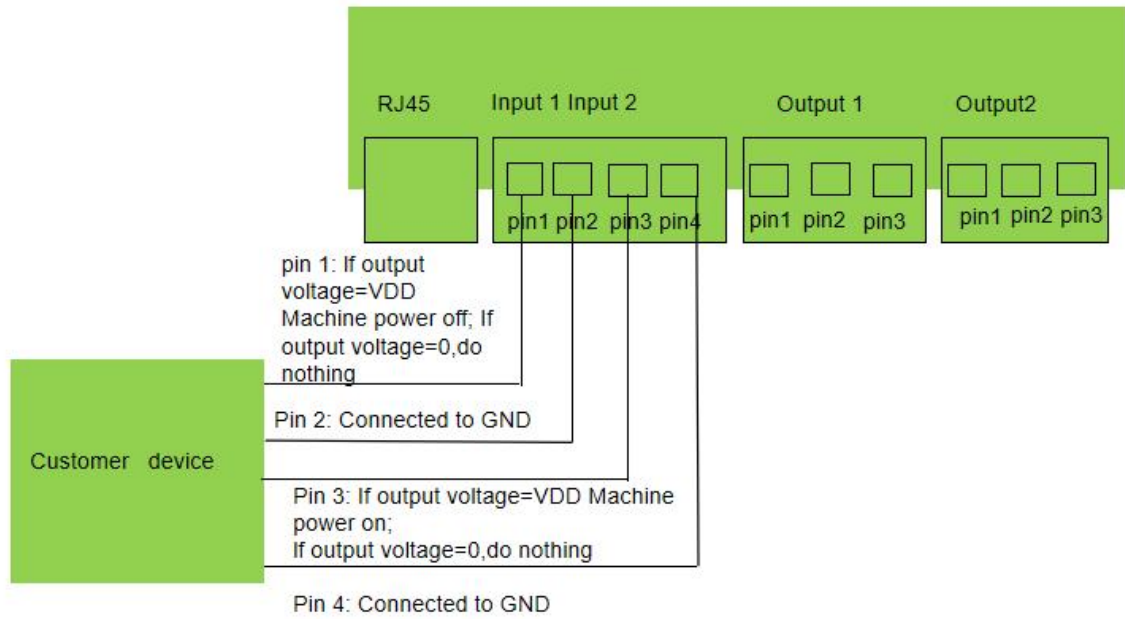 RJ45
Input 1 Input 2
Output 1
Output2
pin1 pin2 pin3 pin4
pin1 pin2 pin3
pin1 pin2 pin3
pin 1: If output
voltage=VDD
Machine power off; If
output voltage=0,do
nothing
Pin 2: Connected to GND
Customer device
Pin 3: If output voltage=VDD Machine
power on;
If output voltage=0,do nothing
Pin 4: Connected to GND